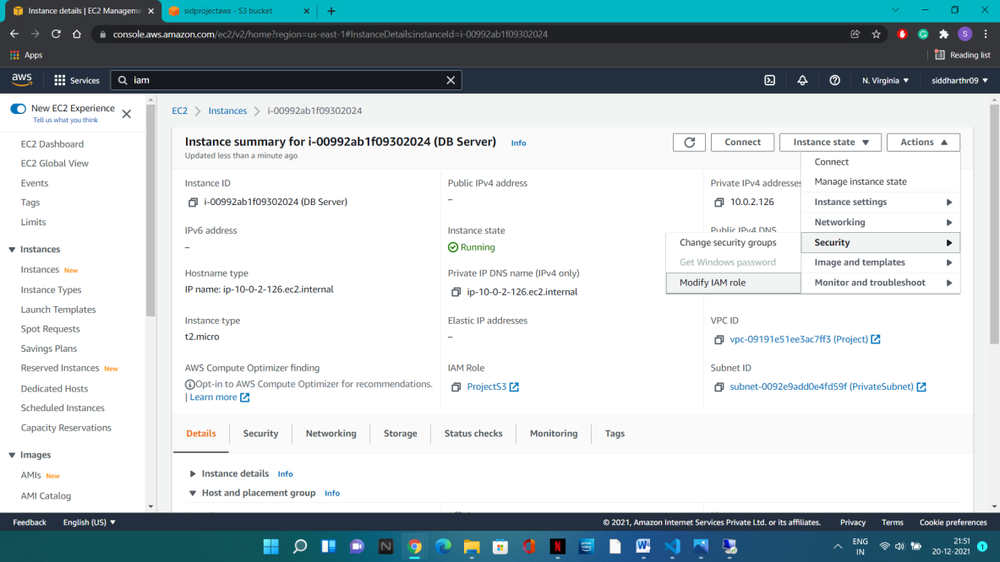 Instance details | EC2 Manageme
sidprojectaws - S3 bucket
console.aws.amazon.com/ec2/v2/home?region=us-east-1#InstanceDetails:instanceId=i-00992ab1f09302024
S
Apps
Reading list
aws
Services
iam
N. Virginia
siddharthr09
New EC2 Experience
Tell us what you think
EC2 Dashboard
EC2 Global View
Events
Tags
Limits
Instances
Instances New
Instance Types
Launch Templates
Spot Requests
Savings Plans
Reserved Instances New
Dedicated Hosts
Scheduled Instances
Capacity Reservations
Images
AMIs New
AMI Catalog
EC2 > Instances > i-00992ab1f09302024
Instance summary for i-00992ab1f09302024 (DB Server) Info
Updated less than a minute ago
Connect
Instance state
Actions
Connect
Manage instance state
Instance settings
Networking
Security
Image and templates
Monitor and troubleshoot
Change security groups
Get Windows password
Modify IAM role
Instance ID
i-00992ab1f09302024 (DB Server)
Public IPv4 address
–
Private IPv4 addresses
10.0.2.126
IPv6 address
–
Instance state
Running
Public IPv4 DNS
Hostname type
IP name: ip-10-0-2-126.ec2.internal
Private IP DNS name (IPv4 only)
ip-10-0-2-126.ec2.internal
Instance type
t2.micro
Elastic IP addresses
–
VPC ID
vpc-09191e51ee3ac7ff3 (Project)
AWS Compute Optimizer finding
Opt-in to AWS Compute Optimizer for recommendations.
| Learn more
IAM Role
ProjectS3
Subnet ID
subnet-0092e9add0e4fd59f (PrivateSubnet)
Details
Security
Networking
Storage
Status checks
Monitoring
Tags
Instance details Info
Host and placement group Info
Feedback
English (US)
© 2021, Amazon Internet Services Private Ltd. or its affiliates.
Privacy
Terms
Cookie preferences
ENG
IN
21:51
20-12-2021
1